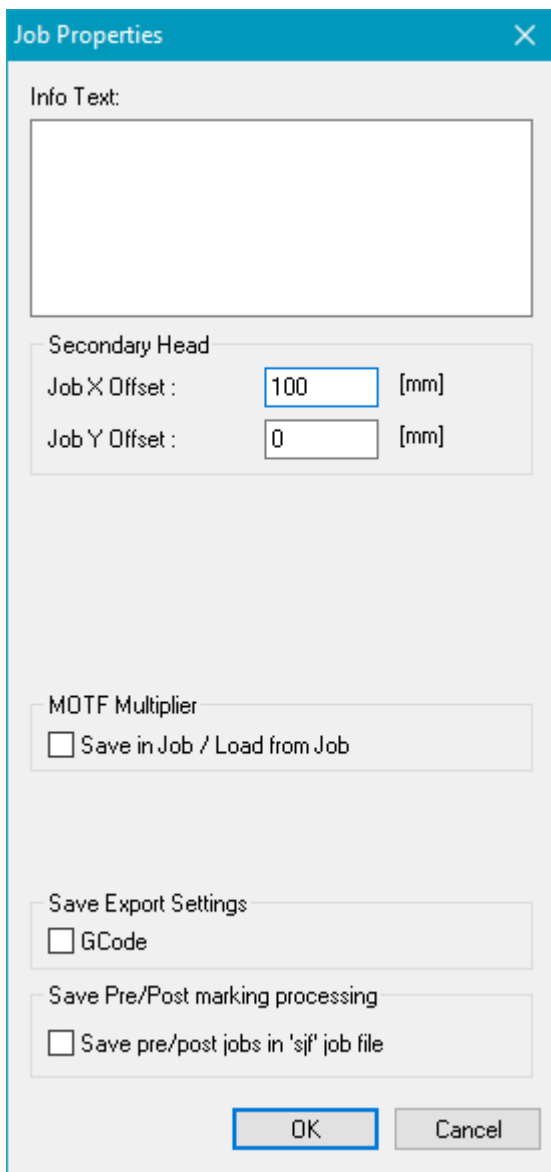 Job Properties
Info Text:
Secondary Head
Job X Offset : 100 [mm]
Job Y Offset : 0 [mm]
MOTF Multiplier
Save in Job / Load from Job
Save Export Settings
GCode
Save Pre/Post marking processing
Save pre/post jobs in 'sjf' job file
OK Cancel